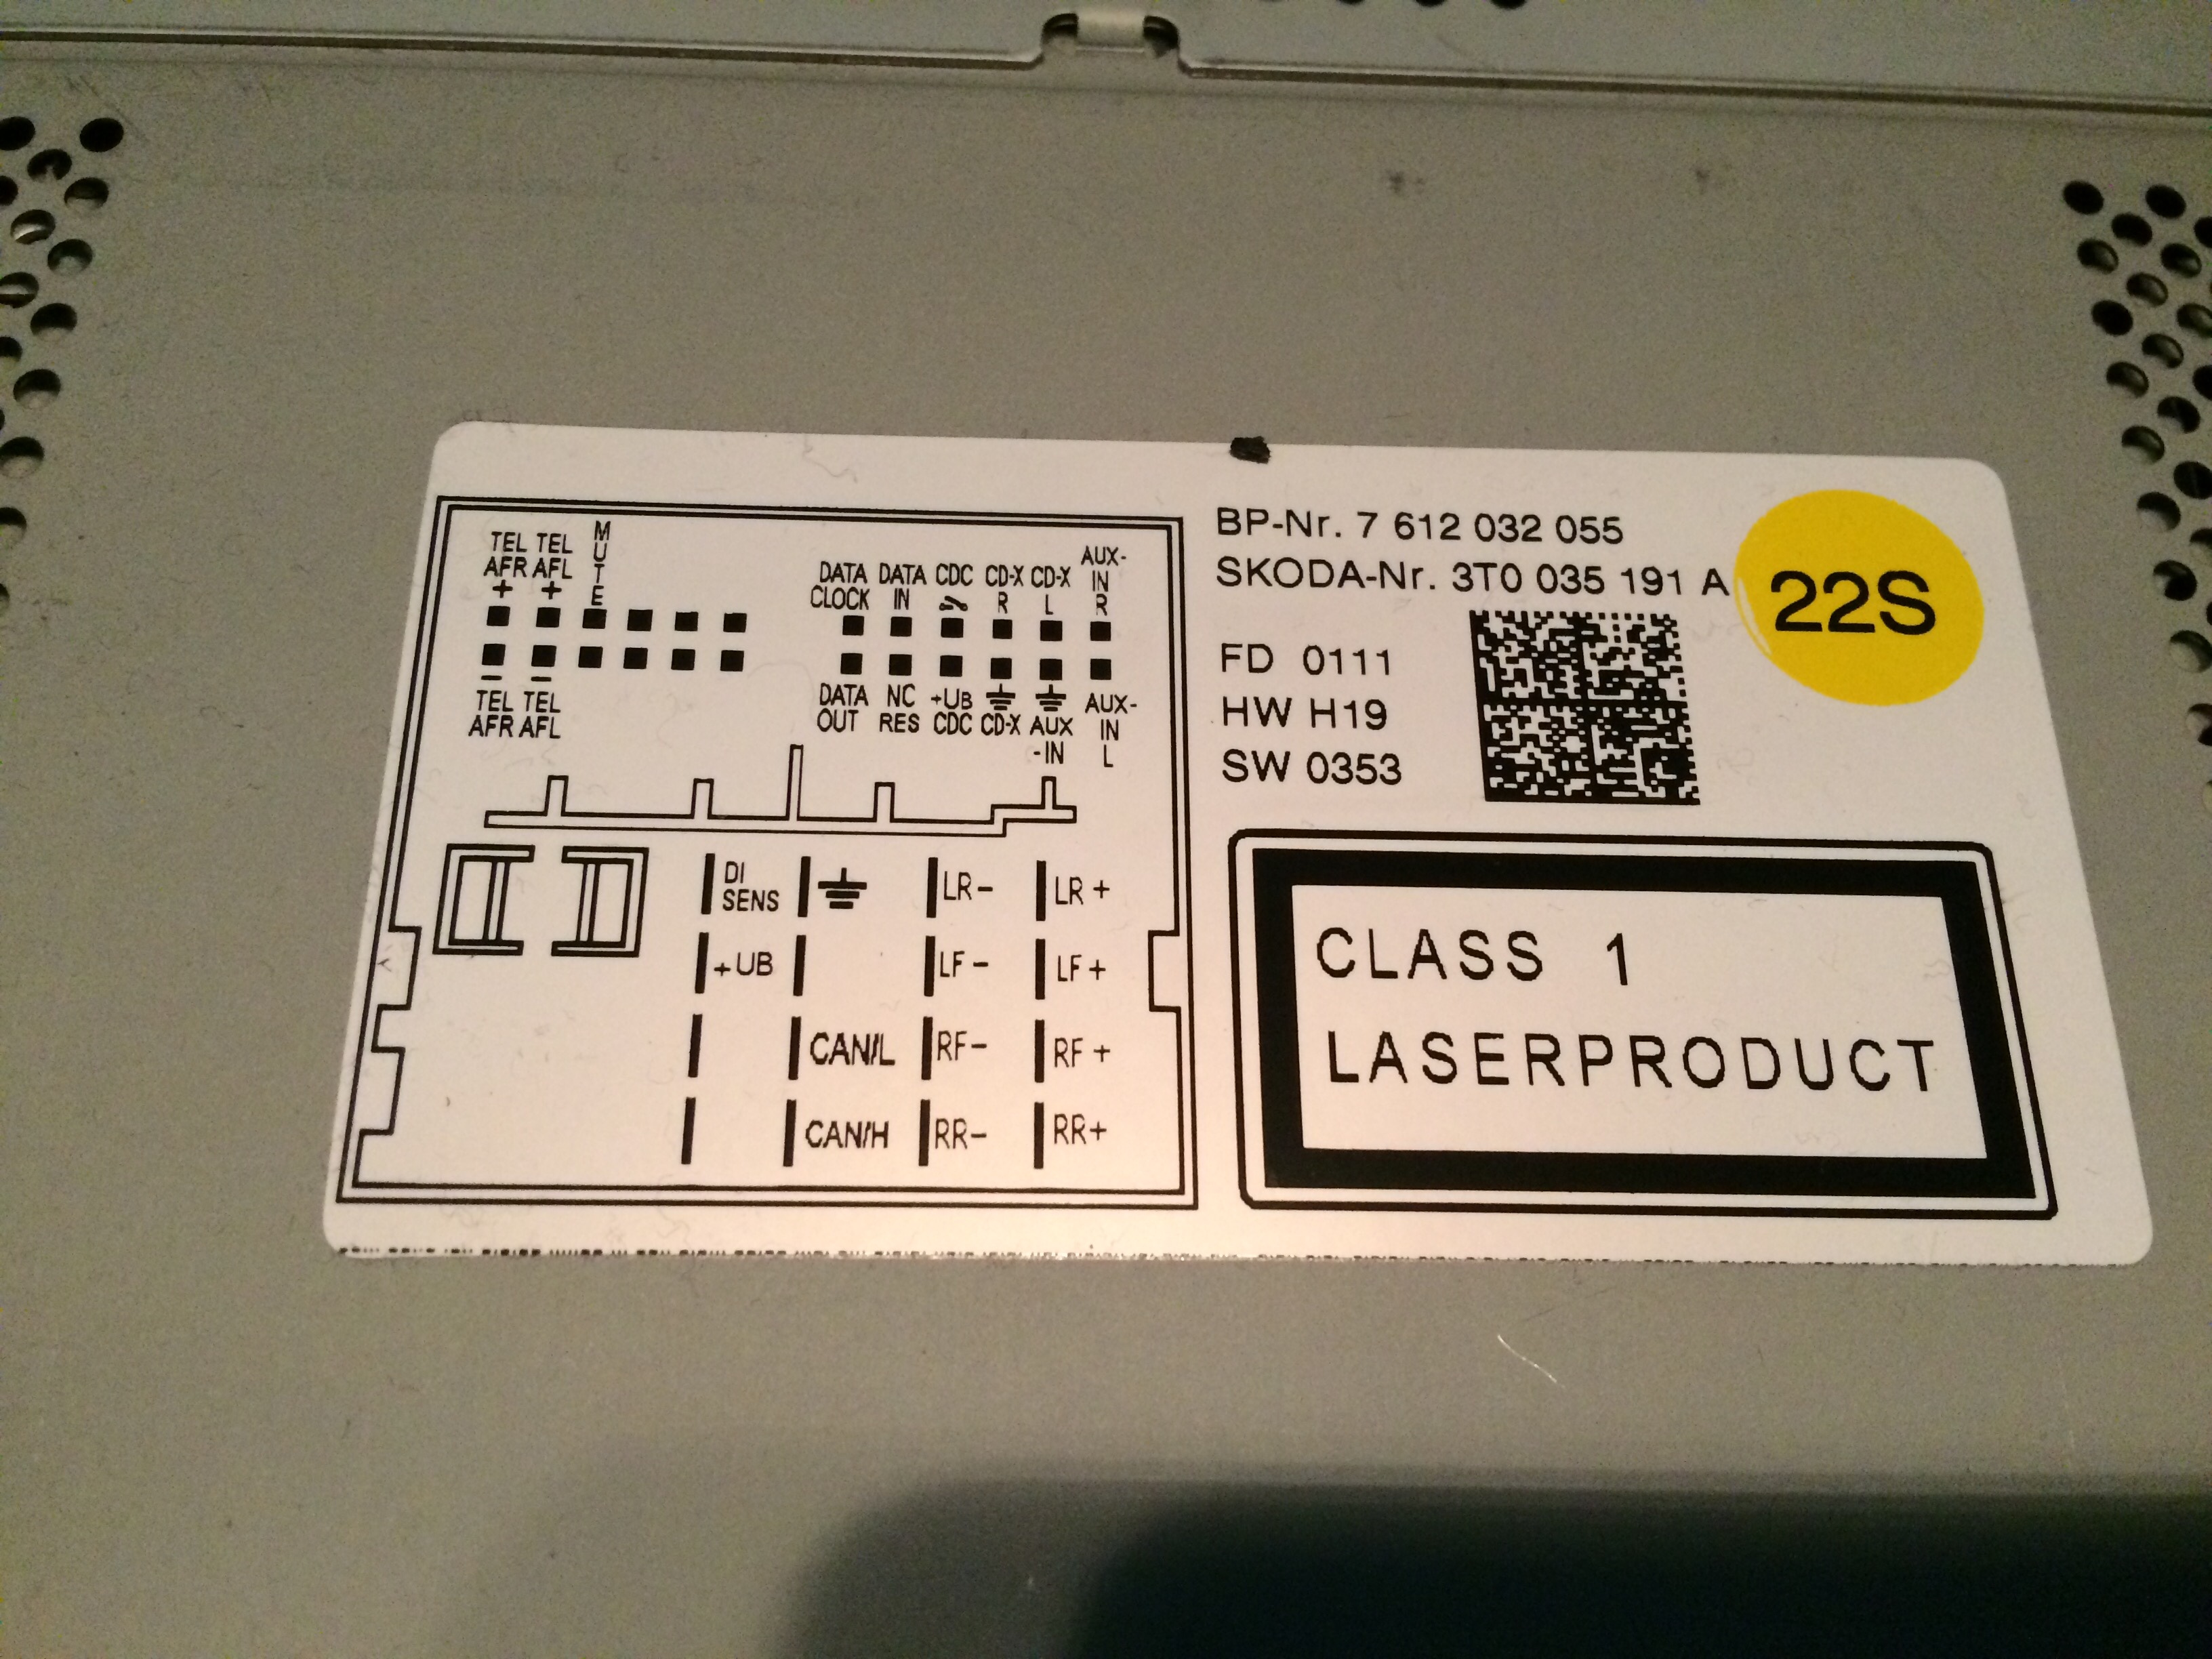 TEL TEL MUTE
AFR AFL
+ +
DATA DATA CDC CD-X CD-X AUX-
CLOCK IN R L IN
R
− −
TEL TEL
AFR AFL
DATA NC +UB AUX-
OUT RES CDC CD-X AUX IN
-IN L
DI SENS LR− LR+
+UB LF− LF+
CAN/L RF− RF+
CAN/H RR− RR+
BP-Nr. 7 612 032 055
SKODA-Nr. 3T0 035 191 A
22S
FD 0111
HW H19
SW 0353
CLASS 1
LASERPRODUCT